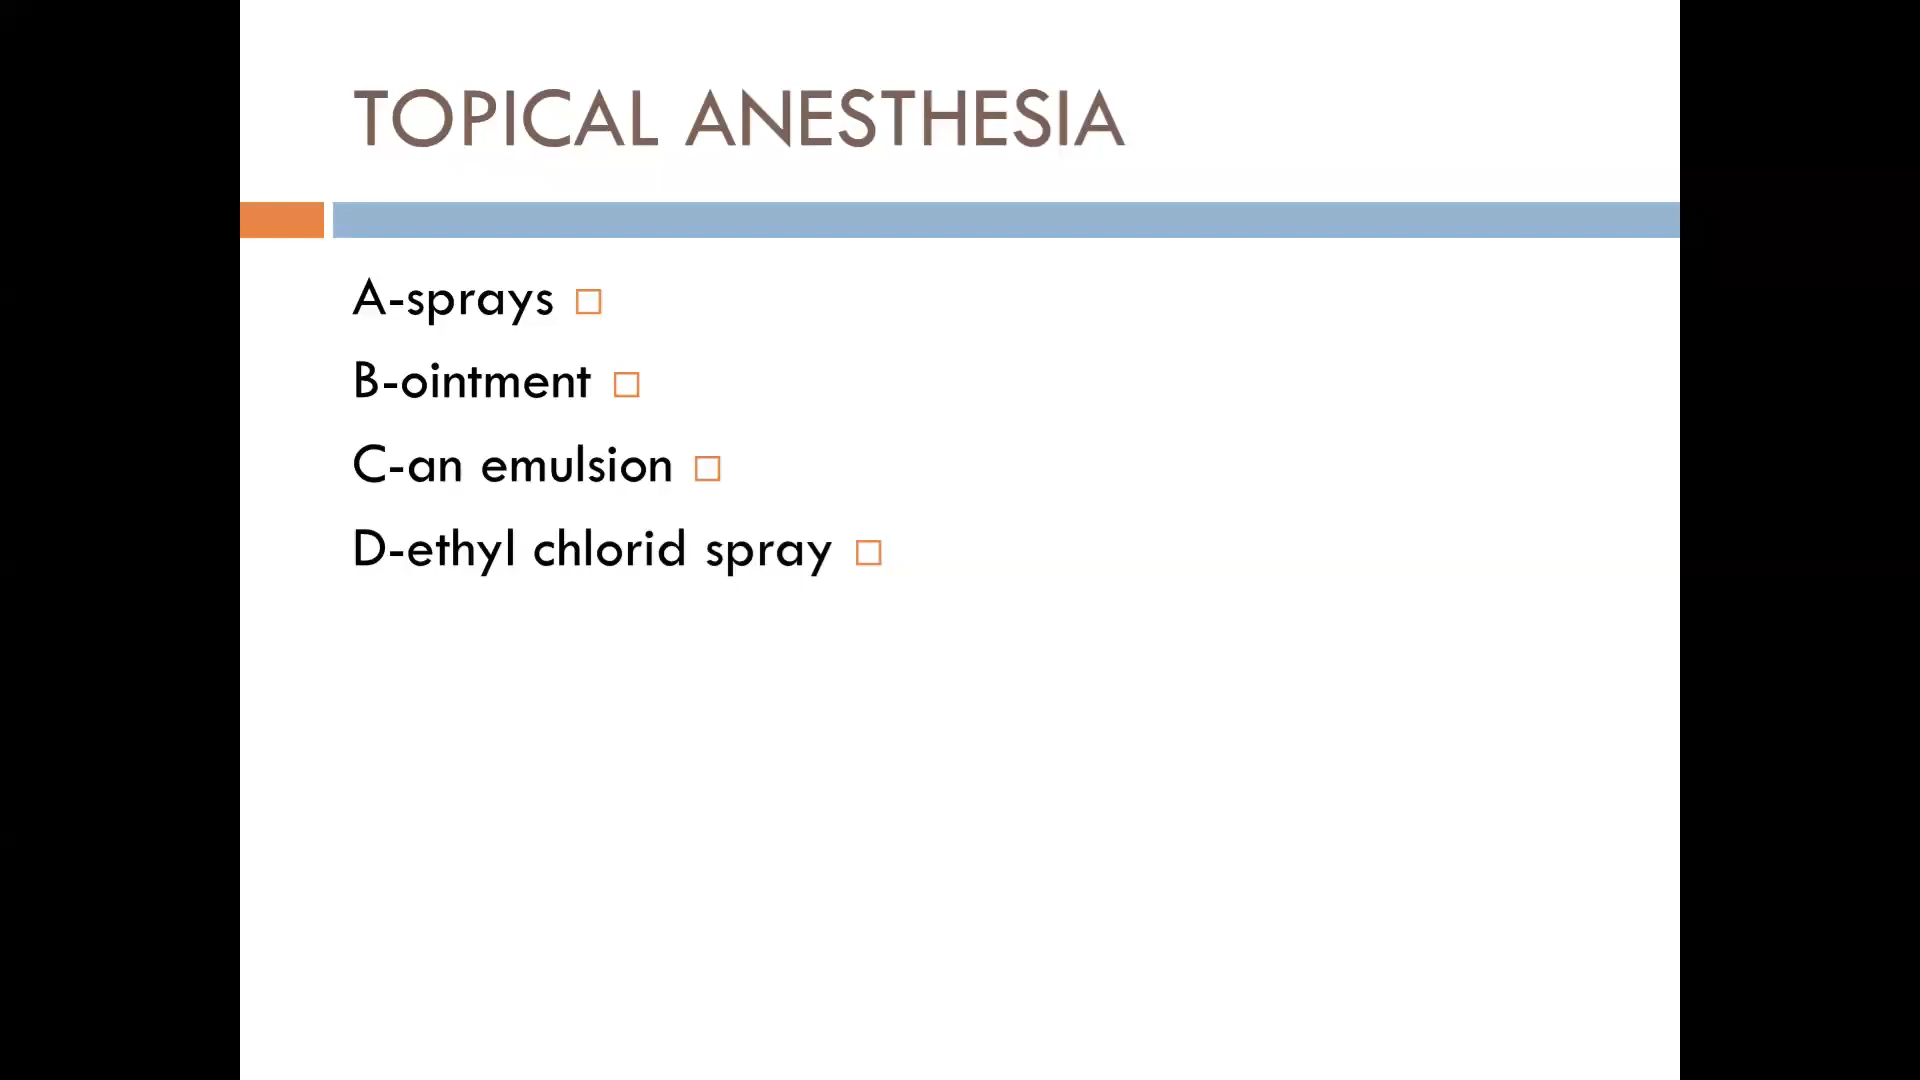 TOPICAL ANESTHESIA
A-sprays
B-ointment
C-an emulsion
D-ethyl chlorid spray